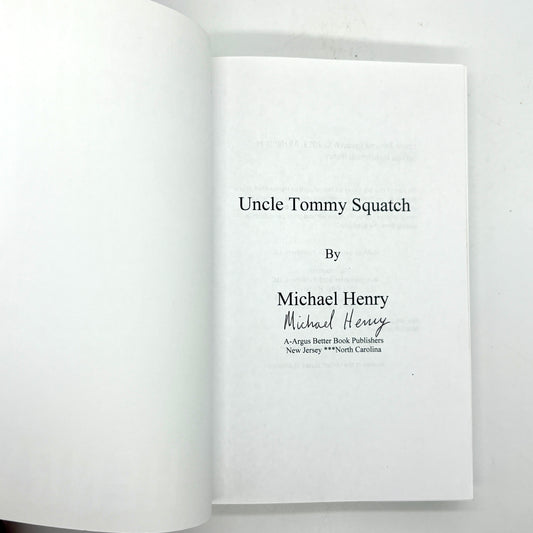 Uncle Tommy Squatch
By
Michael Henry
Michael Henry
A-Argus Better Book Publishers
New Jersey ***North Carolina